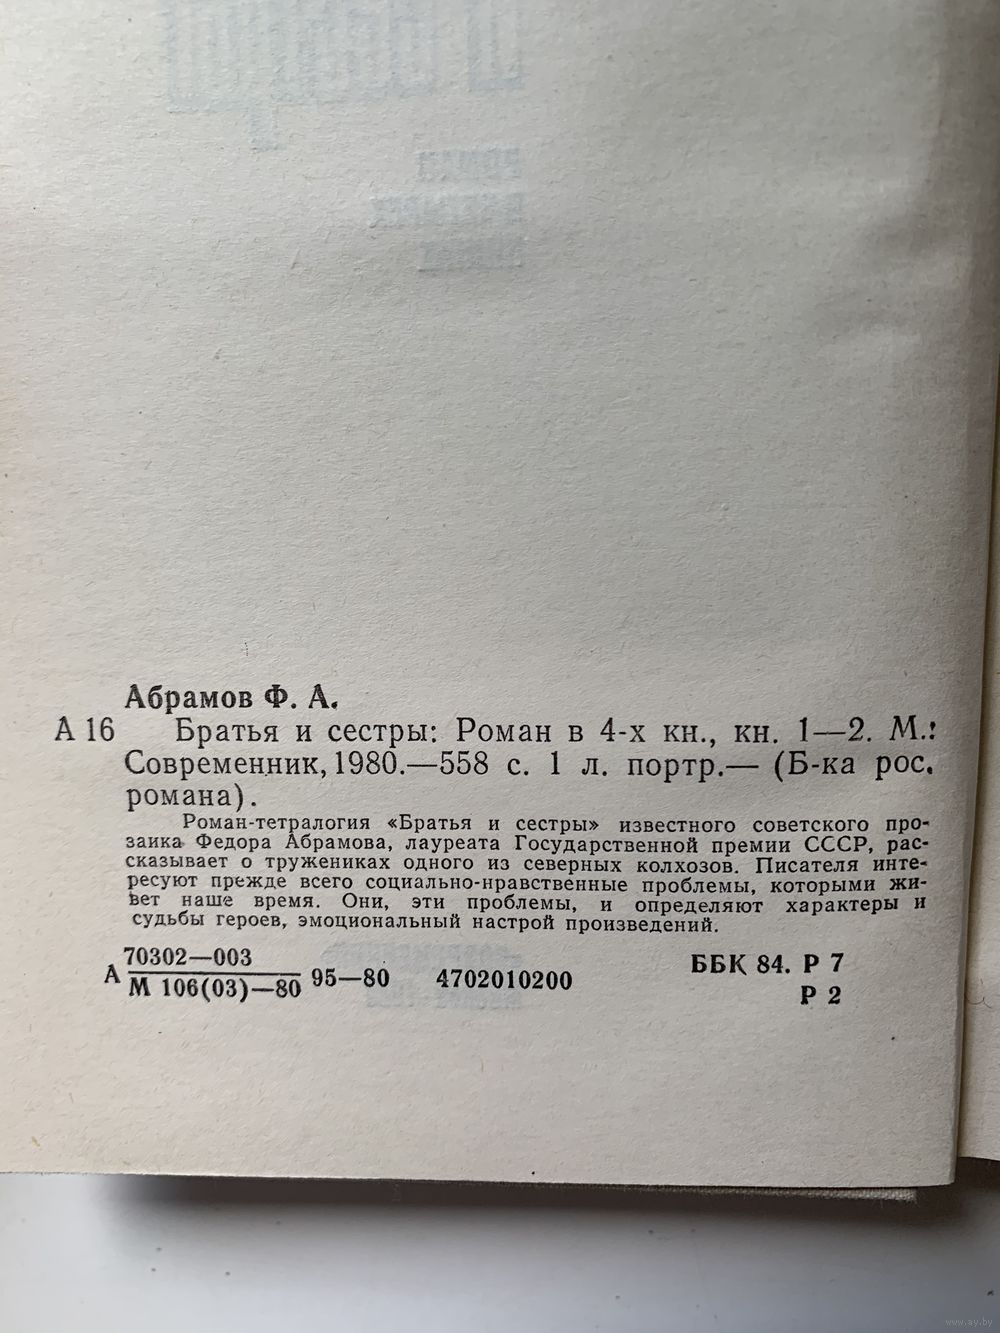 Абрамов Ф. А.
А 16 Братья и сестры: Роман в 4-х кн., кн. 1—2. М.:
Современник, 1980.—558 с. 1 л. портр.— (Б-ка рос.
романа).
Роман-тетралогия «Братья и сестры» известного советского про-
заика Федора Абрамова, лауреата Государственной премии СССР, рас-
сказывает о тружениках одного из северных колхозов. Писателя инте-
ресуют прежде всего социально-нравственные проблемы, которыми жи-
вет наше время. Они, эти проблемы, и определяют характеры и
судьбы героев, эмоциональный настрой произведений.
А 70302—003
М 106(03)—80 95—80 4702010200 ББК 84. Р 7
Р 2
www.ay.by